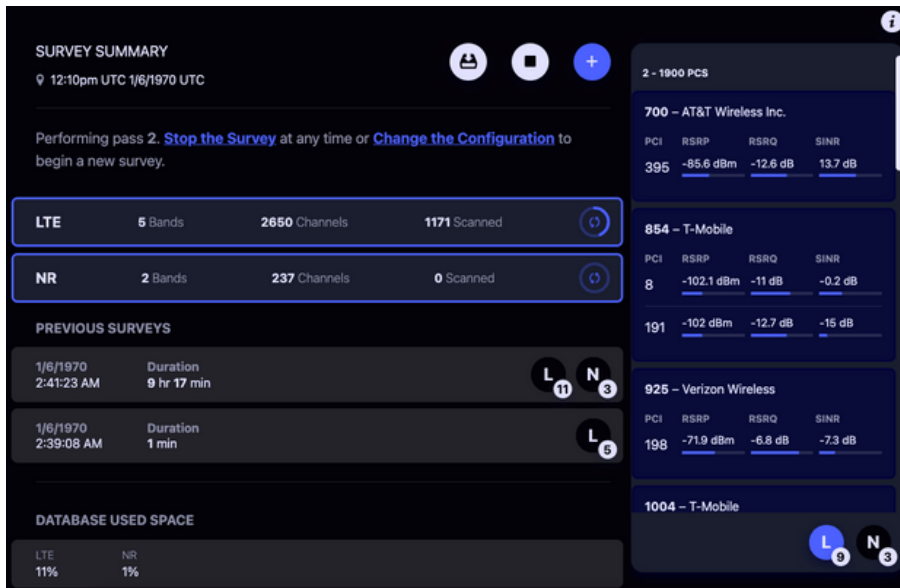 i
SURVEY SUMMARY
12:10pm UTC 1/6/1970 UTC
+
Performing pass 2. Stop the Survey at any time or Change the Configuration to
begin a new survey.
LTE 5 Bands 2650 Channels 1171 Scanned
NR 2 Bands 237 Channels 0 Scanned
PREVIOUS SURVEYS
1/6/1970 Duration
2:41:23 AM 9 hr 17 min
L 11 N 3
1/6/1970 Duration
2:39:08 AM 1 min
L 5
DATABASE USED SPACE
LTE NR
11% 1%
2 - 1900 PCS
700 – AT&T Wireless Inc.
PCI RSRP RSRQ SINR
395 -85.6 dBm -12.6 dB 13.7 dB
854 – T-Mobile
PCI RSRP RSRQ SINR
8 -102.1 dBm -11 dB -0.2 dB
191 -102 dBm -12.7 dB -15 dB
925 – Verizon Wireless
PCI RSRP RSRQ SINR
198 -71.9 dBm -6.8 dB -7.3 dB
1004 – T-Mobile
L 9 N 3